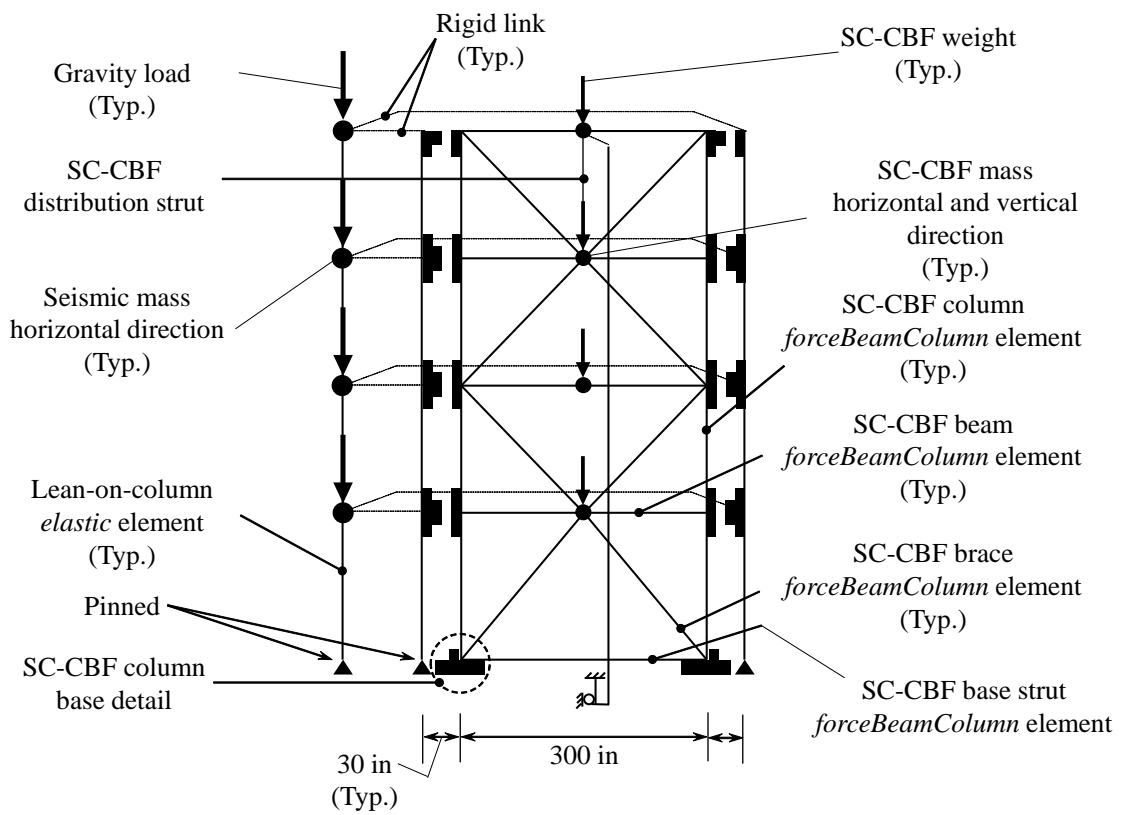 Rigid link
(Typ.)
SC-CBF weight
(Typ.)
Gravity load
(Typ.)
SC-CBF
distribution strut
SC-CBF mass
horizontal and vertical
direction
(Typ.)
Seismic mass
horizontal direction
(Typ.)
SC-CBF column
forceBeamColumn element
(Typ.)
SC-CBF beam
forceBeamColumn element
(Typ.)
Lean-on-column
elastic element
(Typ.)
SC-CBF brace
forceBeamColumn element
(Typ.)
Pinned
SC-CBF column
base detail
SC-CBF base strut
forceBeamColumn element
30 in
(Typ.)
300 in